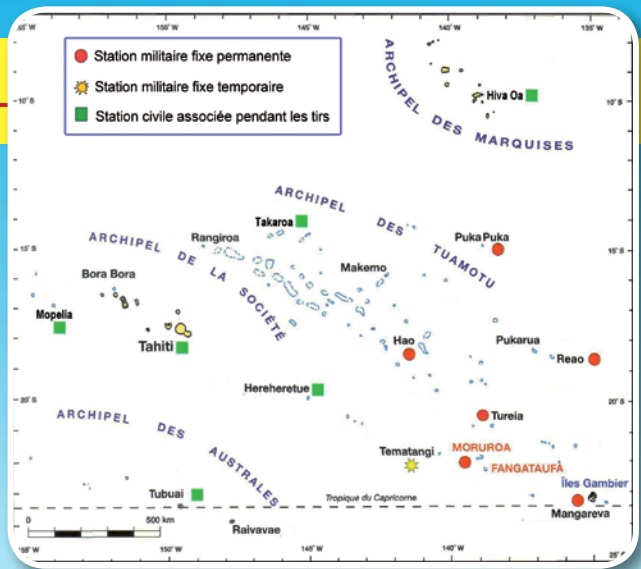 155° W
150° W
145° W
140° W
135° W
Station militaire fixe permanente
Station militaire fixe temporaire
Station civile associée pendant les tirs
ARCHIPEL DES MARQUISES
Hiva Oa
10° S
10° S
ARCHIPEL DES TUAMOTU
Takaroa
Puka Puka
ARCHIPEL DE LA SOCIÉTÉ
Rangiroa
15° S
15° S
Makemo
Bora Bora
Mopelia
Tahiti
Hao
Pukarua
Reao
Hereheretue
20° S
20° S
Tureia
ARCHIPEL DES AUSTRALES
Tematangi
MORUROA
FANGATAUFA
Îles Gambier
Tubuai
Tropique du Capricorne
Mangareva
0
500 km
Raivavae
150° W
145° W
140° W
25° S